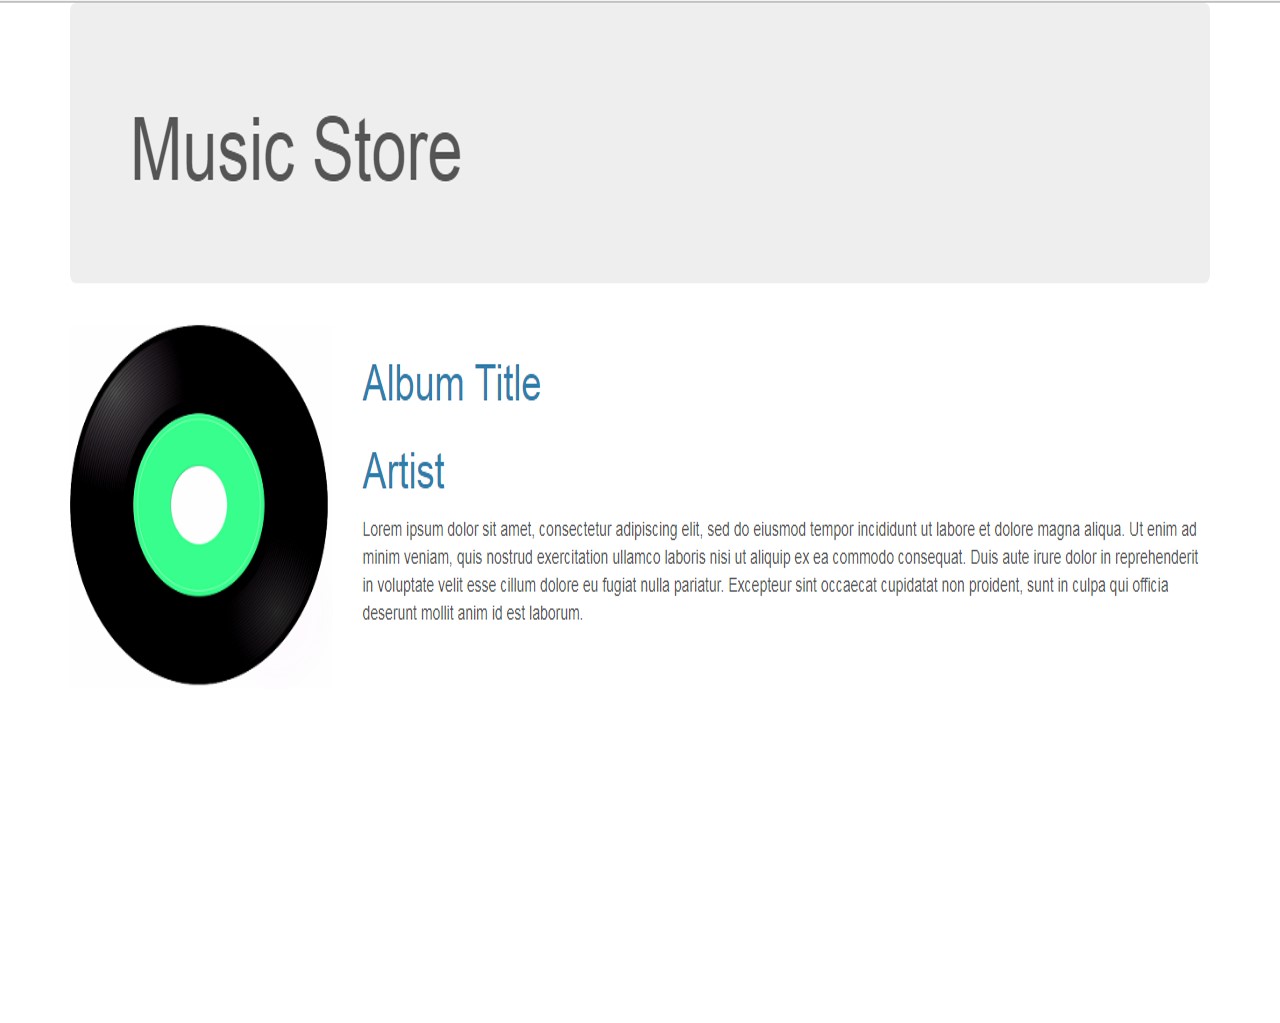 Music Store
Album Title
Artist
Lorem ipsum dolor sit amet, consectetur adipiscing elit, sed do eiusmod tempor incididunt ut labore et dolore magna aliqua. Ut enim ad
minim veniam, quis nostrud exercitation ullamco laboris nisi ut aliquip ex ea commodo consequat. Duis aute irure dolor in reprehenderit
in voluptate velit esse cillum dolore eu fugiat nulla pariatur. Excepteur sint occaecat cupidatat non proident, sunt in culpa qui officia
deserunt mollit anim id est laborum.